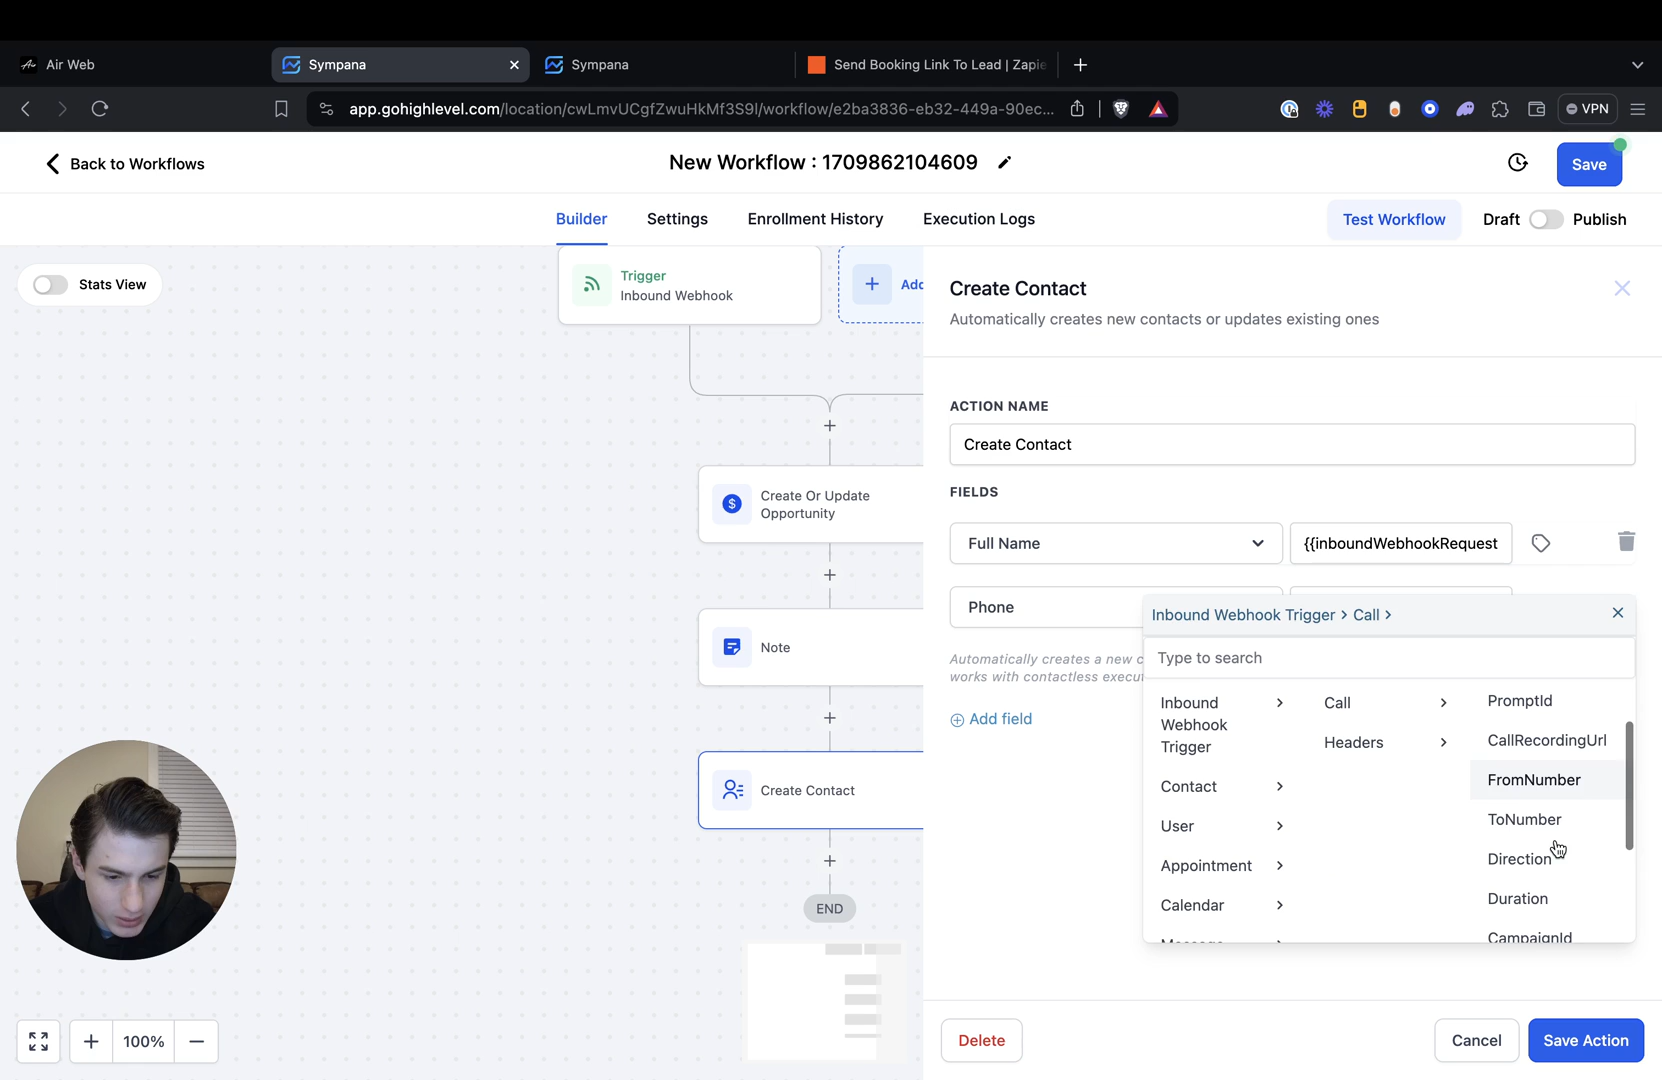 Air Web
Sympana
Sympana
Send Booking Link To Lead | Zapie
app.gohighlevel.com/location/cwLmvUCgfZwuHkMf3S9l/workflow/e2ba3836-eb32-449a-90ec...
VPN
Back to Workflows
New Workflow : 1709862104609
Save
Builder
Settings
Enrollment History
Execution Logs
Test Workflow
Draft
Publish
Stats View
Trigger
Inbound Webhook
Add
Create Or Update
Opportunity
Note
Create Contact
END
100%
Create Contact
Automatically creates new contacts or updates existing ones
ACTION NAME
Create Contact
FIELDS
Full Name
{{inboundWebhookRequest
Phone
Automatically creates a new c
works with contactless execu
Add field
Inbound Webhook Trigger > Call >
Type to search
Inbound
Webhook
Trigger
Contact
User
Appointment
Calendar
Message
Call
Headers
PromptId
CallRecordingUrl
FromNumber
ToNumber
Direction
Duration
CampaignId
Delete
Cancel
Save Action